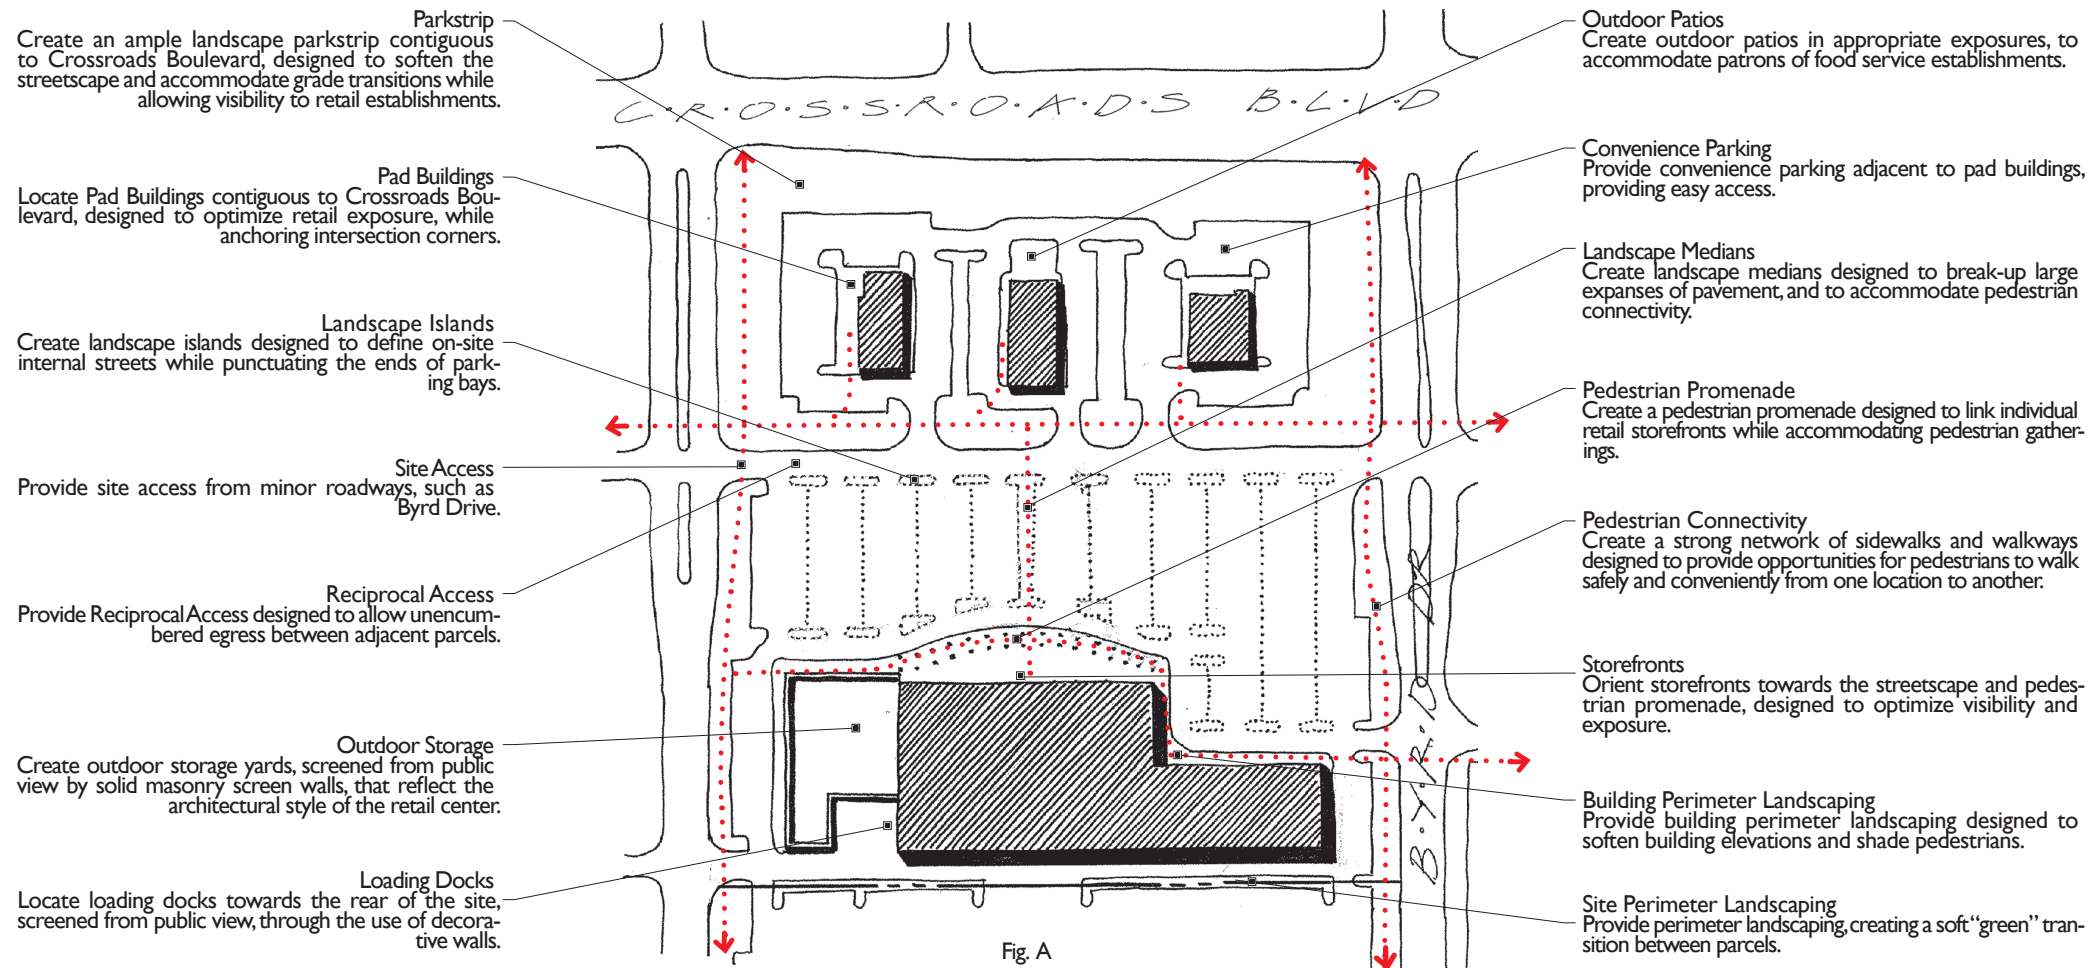 Parkstrip
Create an ample landscape parkstrip contiguous
to Crossroads Boulevard, designed to soften the
streetscape and accommodate grade transitions while
allowing visibility to retail establishments.
Pad Buildings
Locate Pad Buildings contiguous to Crossroads Bou-
levard, designed to optimize retail exposure, while
anchoring intersection corners.
Landscape Islands
Create landscape islands designed to define on-site
internal streets while punctuating the ends of park-
ing bays.
Site Access
Provide site access from minor roadways, such as
Byrd Drive.
Reciprocal Access
Provide Reciprocal Access designed to allow unencum-
bered egress between adjacent parcels.
Outdoor Storage
Create outdoor storage yards, screened from public
view by solid masonry screen walls, that reflect the
architectural style of the retail center.
Loading Docks
Locate loading docks towards the rear of the site,
screened from public view, through the use of decora-
tive walls.
C·R·O·S·S·R·O·A·D·S B·L·V·D
B·Y·R·D DR
Fig. A
Outdoor Patios
Create outdoor patios in appropriate exposures, to
accommodate patrons of food service establishments.
Convenience Parking
Provide convenience parking adjacent to pad buildings,
providing easy access.
Landscape Medians
Create landscape medians designed to break-up large
expanses of pavement, and to accommodate pedestrian
connectivity.
Pedestrian Promenade
Create a pedestrian promenade designed to link individual
retail storefronts while accommodating pedestrian gather-
ings.
Pedestrian Connectivity
Create a strong network of sidewalks and walkways
designed to provide opportunities for pedestrians to walk
safely and conveniently from one location to another.
Storefronts
Orient storefronts towards the streetscape and pedes-
trian promenade, designed to optimize visibility and
exposure.
Building Perimeter Landscaping
Provide building perimeter landscaping designed to
soften building elevations and shade pedestrians.
Site Perimeter Landscaping
Provide perimeter landscaping, creating a soft “green” tran-
sition between parcels.